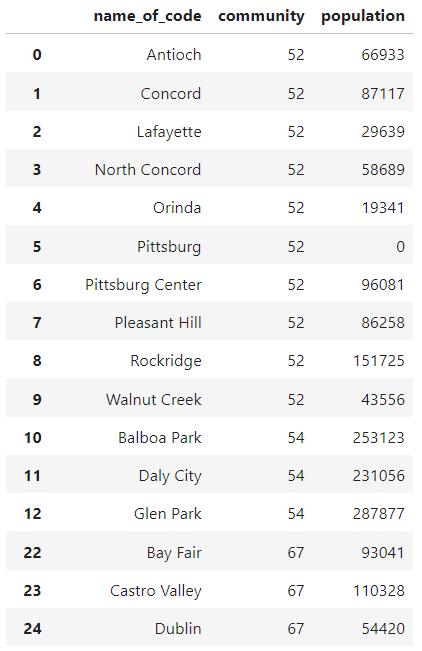 name_of_code community population
0 Antioch 52 66933
1 Concord 52 87117
2 Lafayette 52 29639
3 North Concord 52 58689
4 Orinda 52 19341
5 Pittsburg 52 0
6 Pittsburg Center 52 96081
7 Pleasant Hill 52 86258
8 Rockridge 52 151725
9 Walnut Creek 52 43556
10 Balboa Park 54 253123
11 Daly City 54 231056
12 Glen Park 54 287877
22 Bay Fair 67 93041
23 Castro Valley 67 110328
24 Dublin 67 54420